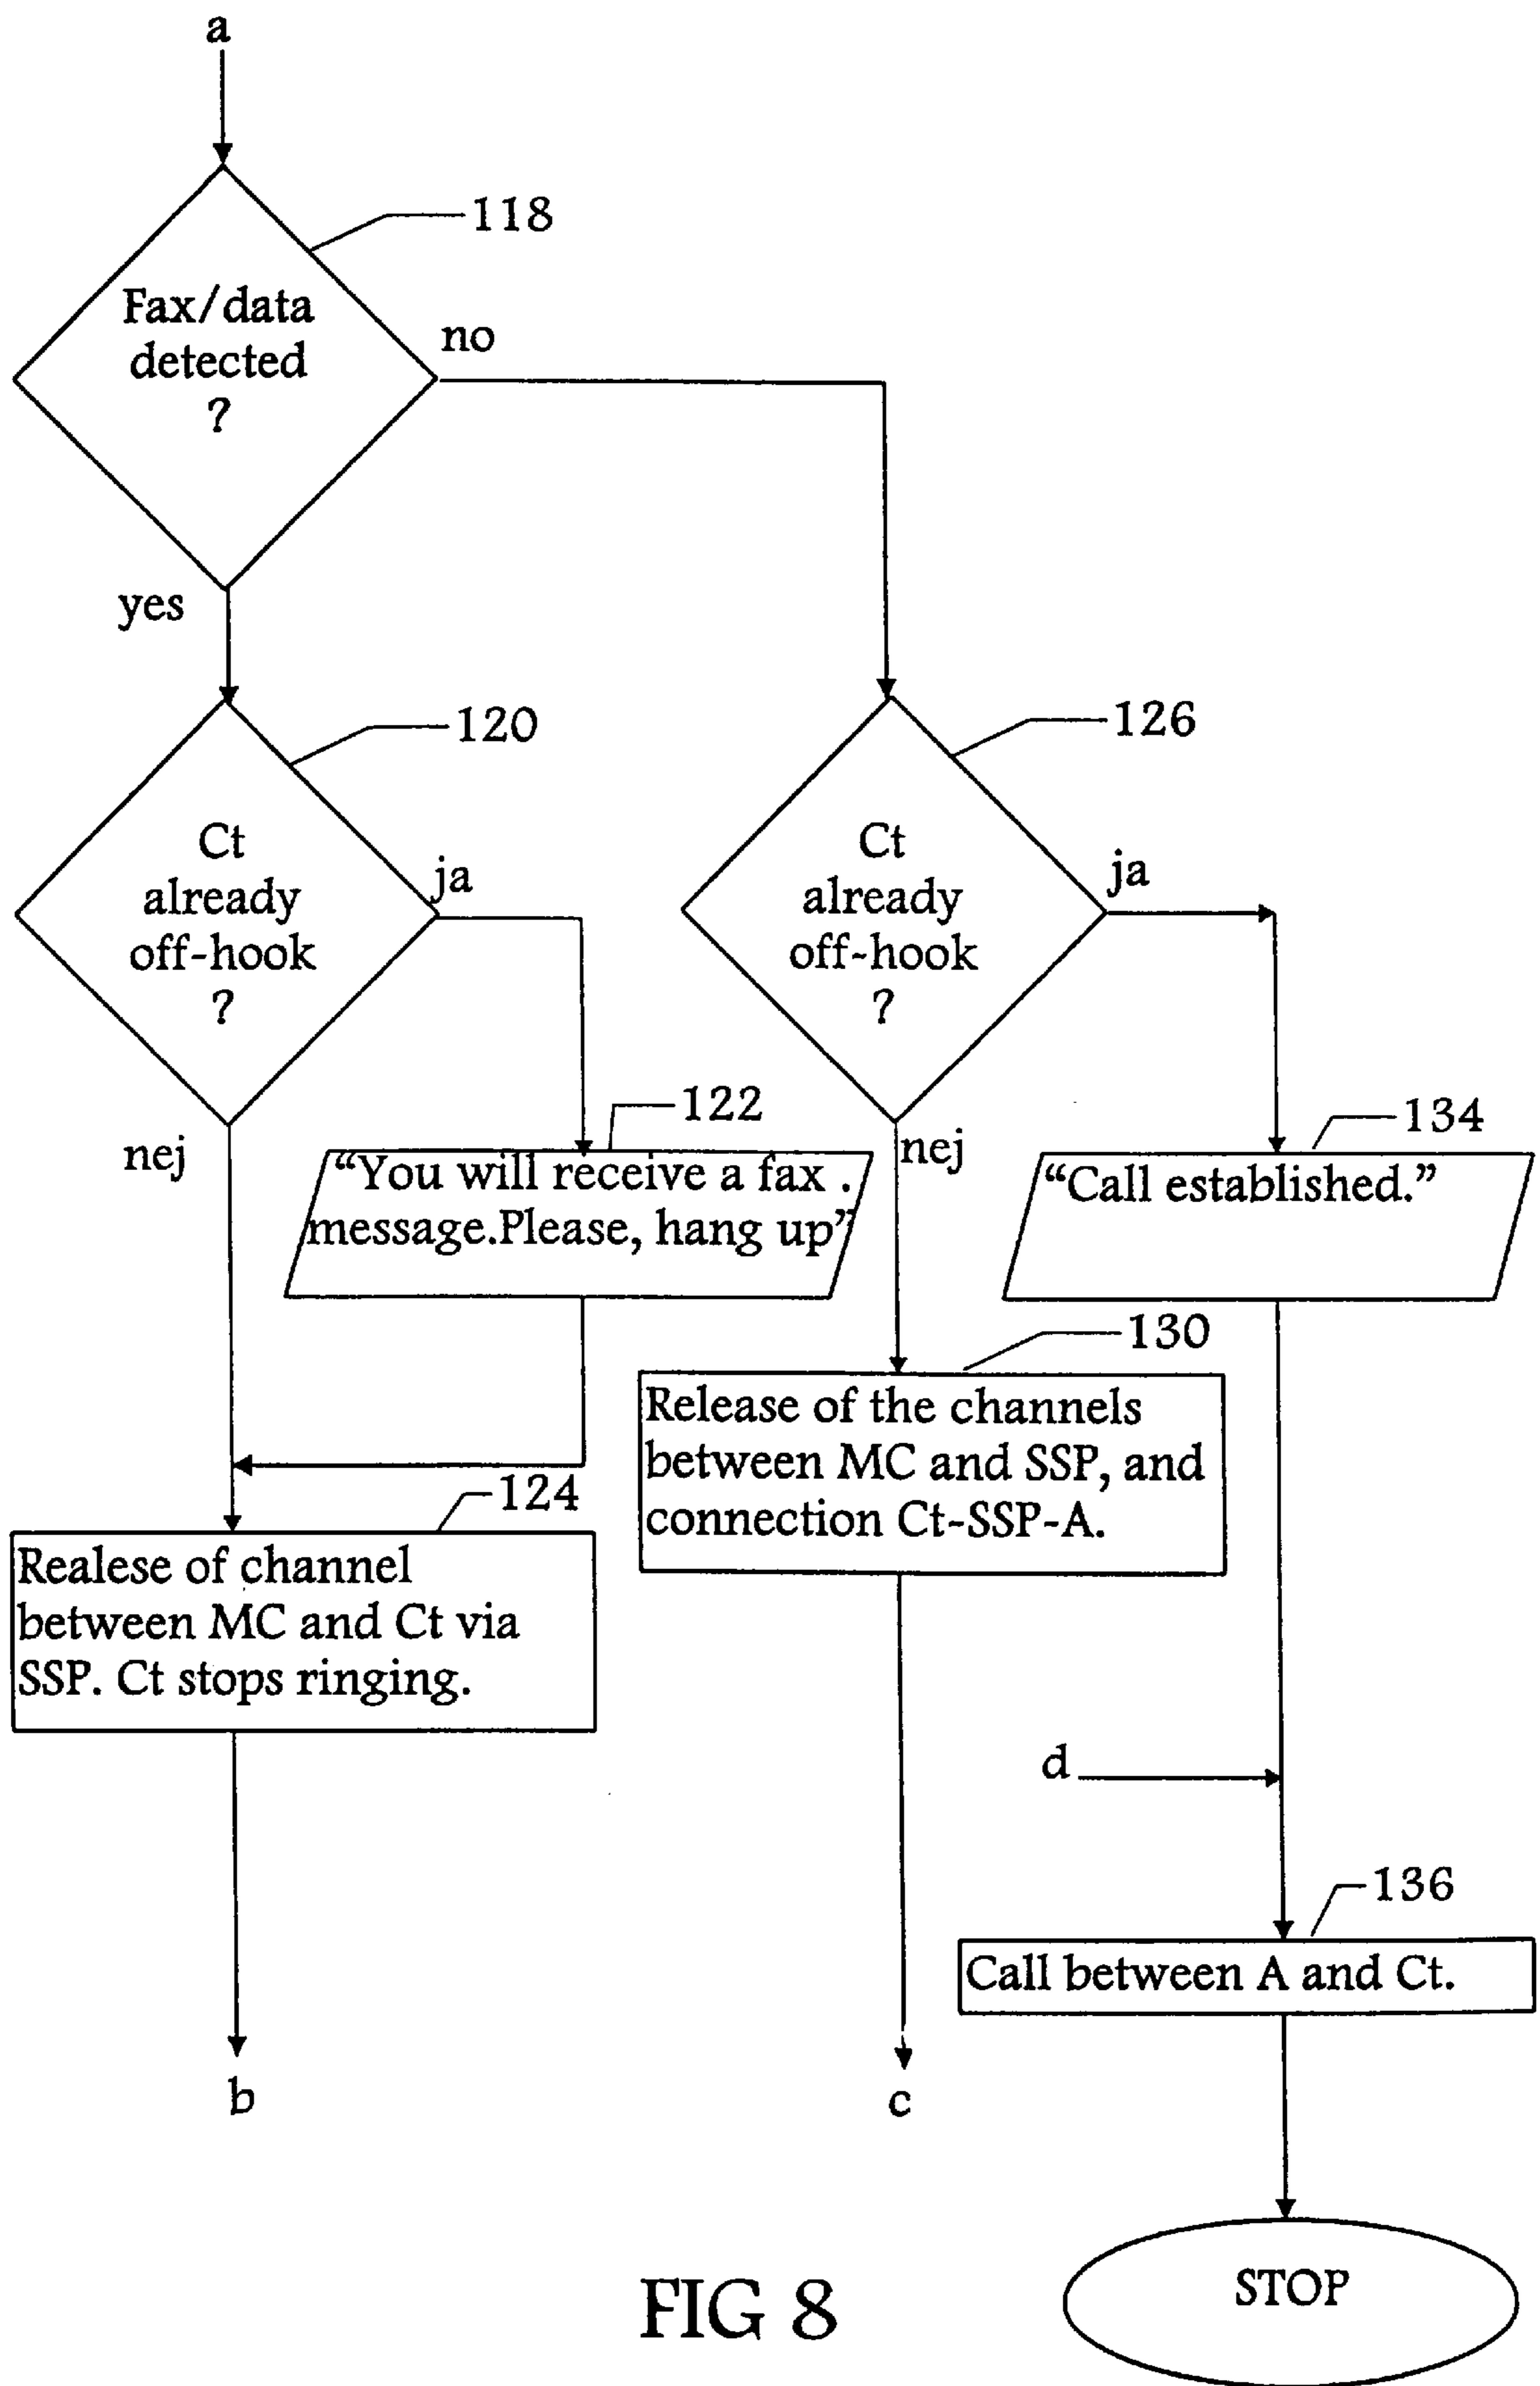 a
118
Fax/data
detected
?
no
yes
120
126
Ct
already
off-hook
?
ja
Ct
already
off-hook
?
ja
nej
122
“You will receive a fax .
message.Please, hang up”
nej
134
“Call established.”
130
Release of the channels
between MC and SSP, and
connection Ct-SSP-A.
124
Realese of channel
between MC and Ct via
SSP. Ct stops ringing.
d
136
Call between A and Ct.
b
c
STOP
FIG 8